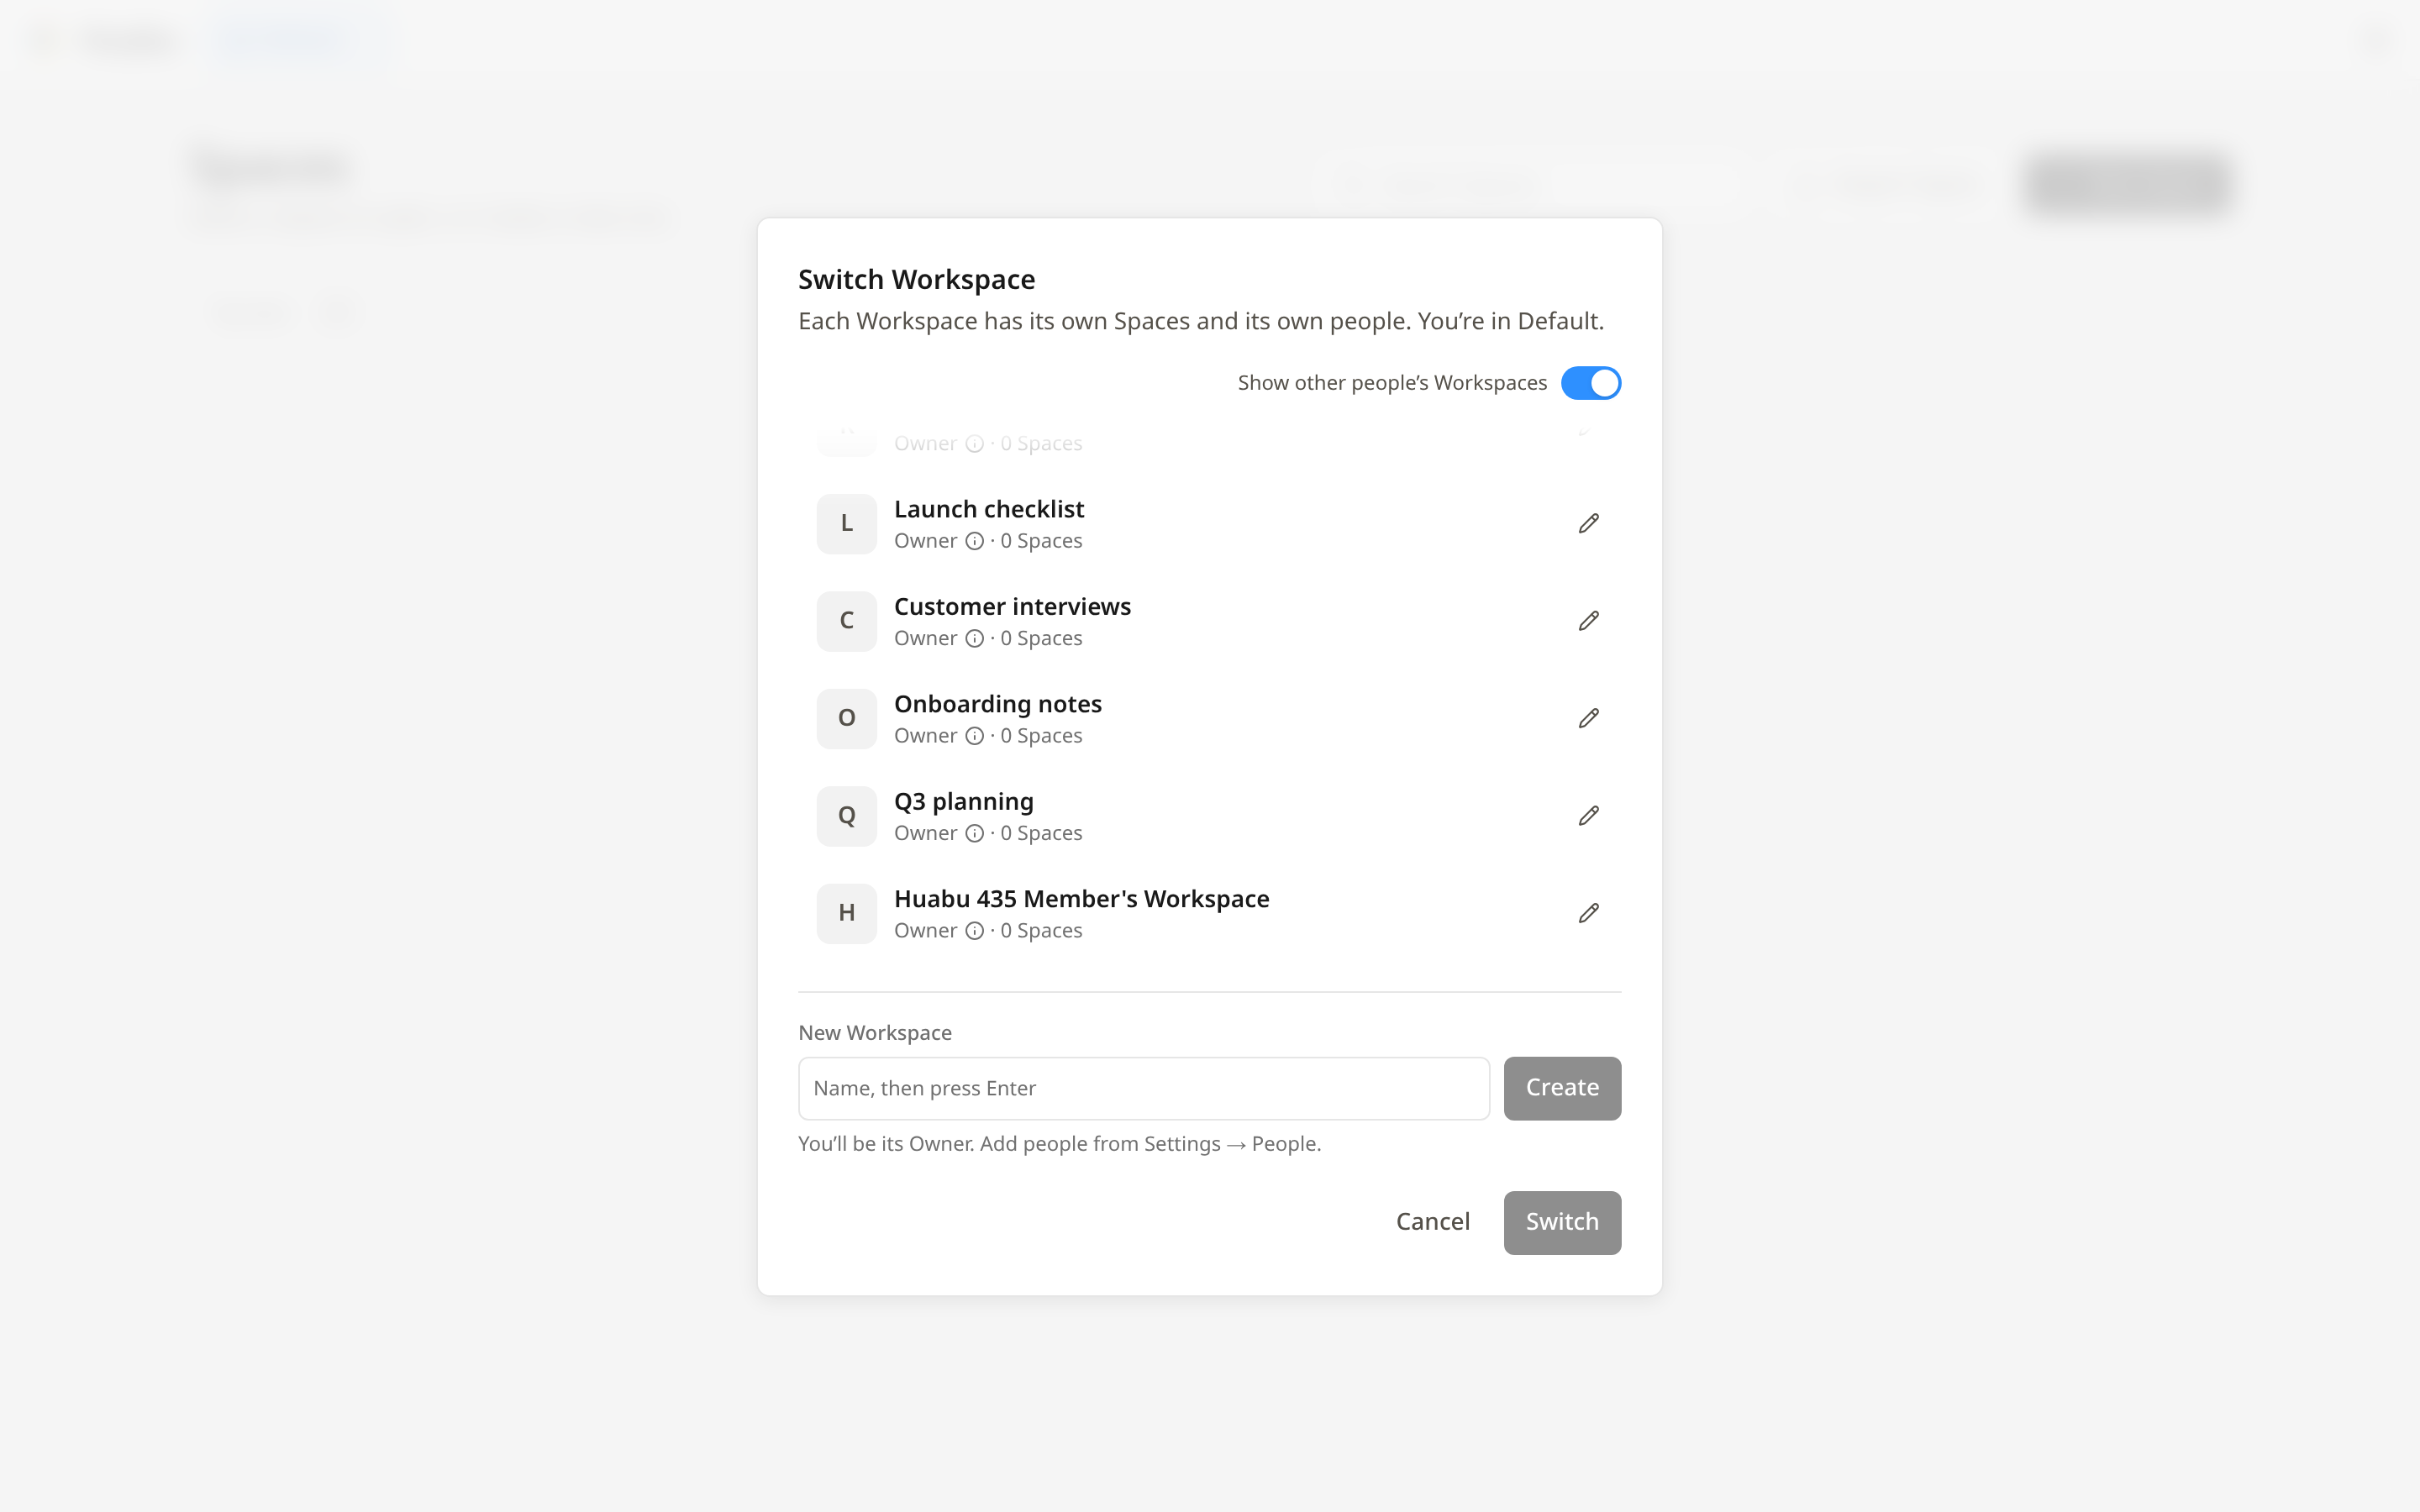 Switch Workspace
Each Workspace has its own Spaces and its own people. You’re in Default.
Show other people’s Workspaces
Owner · 0 Spaces
L
Launch checklist
Owner · 0 Spaces
C
Customer interviews
Owner · 0 Spaces
O
Onboarding notes
Owner · 0 Spaces
Q
Q3 planning
Owner · 0 Spaces
H
Huabu 435 Member's Workspace
Owner · 0 Spaces
New Workspace
Name, then press Enter
Create
You’ll be its Owner. Add people from Settings → People.
Cancel
Switch